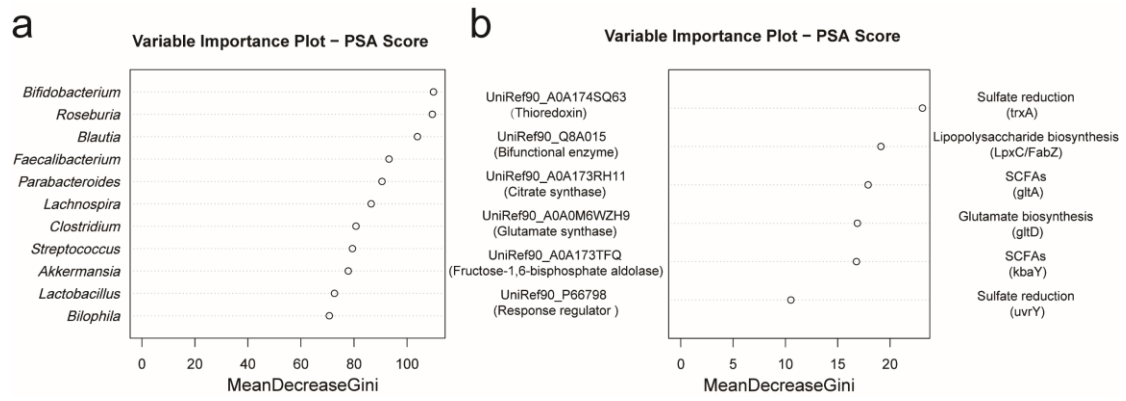 a
Variable Importance Plot − PSA Score
Bifidobacterium
Roseburia
Blautia
Faecalibacterium
Parabacteroides
Lachnospira
Clostridium
Streptococcus
Akkermansia
Lactobacillus
Bilophila
0 20 40 60 80 100
MeanDecreaseGini
b
Variable Importance Plot − PSA Score
UniRef90_A0A174SQ63
(Thioredoxin)
UniRef90_Q8A015
(Bifunctional enzyme)
UniRef90_A0A173RH11
(Citrate synthase)
UniRef90_A0A0M6WZH9
(Glutamate synthase)
UniRef90_A0A173TFQ
(Fructose-1,6-bisphosphate aldolase)
UniRef90_P66798
(Response regulator )
Sulfate reduction
(trxA)
Lipopolysaccharide biosynthesis
(LpxC/FabZ)
SCFAs
(gltA)
Glutamate biosynthesis
(gltD)
SCFAs
(kbaY)
Sulfate reduction
(uvrY)
0 5 10 15 20
MeanDecreaseGini